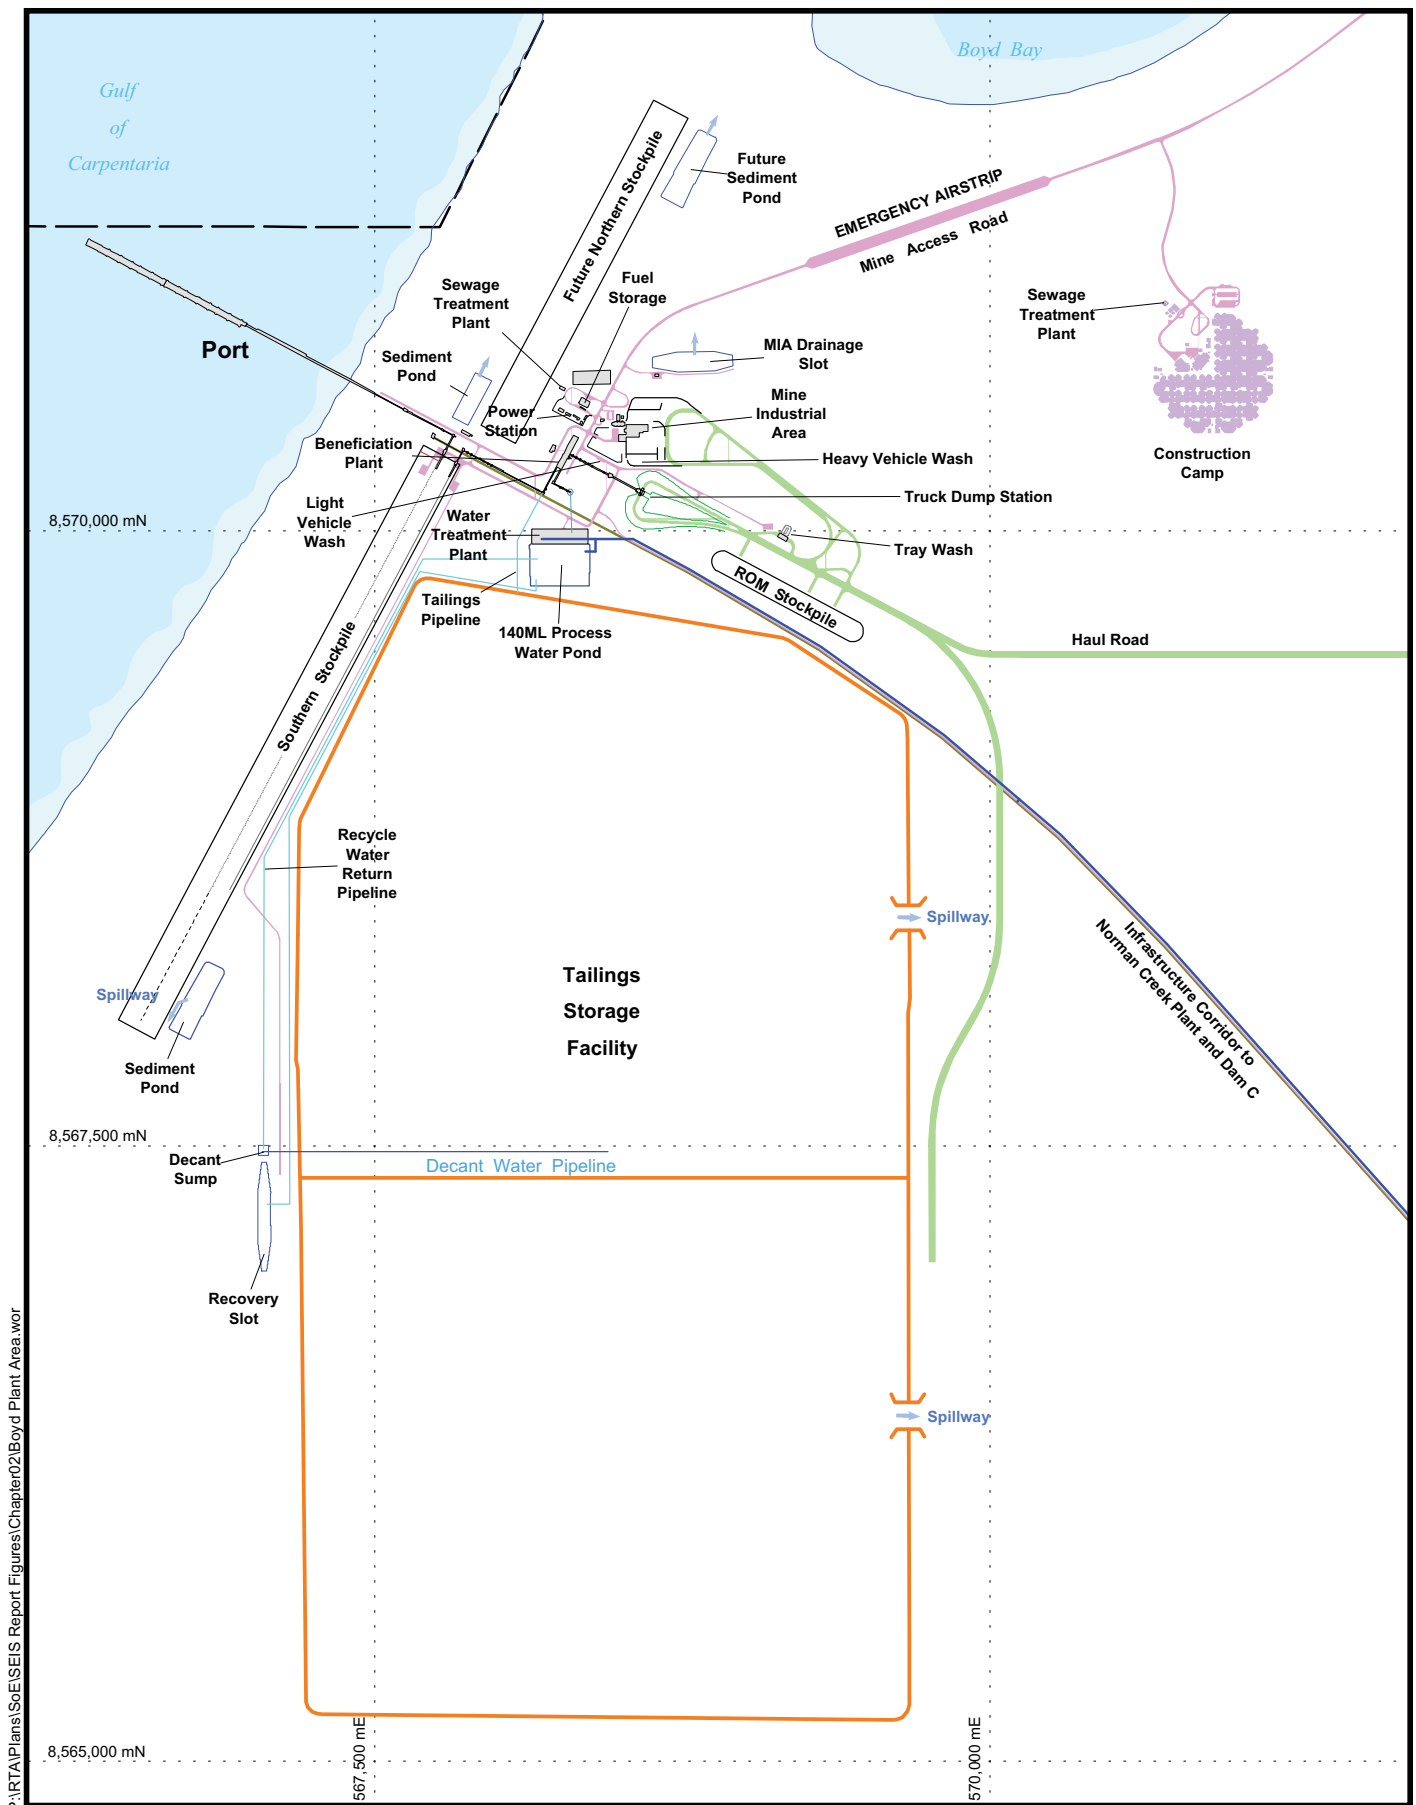 Boyd Bay
Gulf
of
Carpentaria
Future Northern Stockpile
Future
Sediment
Pond
EMERGENCY AIRSTRIP
Mine Access Road
Sewage
Treatment
Plant
Fuel
Storage
Sewage
Treatment
Plant
Port
Sediment
Pond
MIA Drainage
Slot
Mine
Industrial
Area
Power
Station
Beneficiation
Plant
Heavy Vehicle Wash
Construction
Camp
Truck Dump Station
Light
Vehicle
Wash
Water
Treatment
Plant
8,570,000 mN
Tray Wash
ROM Stockpile
Tailings
Pipeline
140ML Process
Water Pond
Haul Road
Southern Stockpile
Recycle
Water
Return
Pipeline
Spillway
Infrastructure Corridor to
Norman Creek Plant and Dam C
Tailings
Storage
Facility
Spillway
Sediment
Pond
8,567,500 mN
Decant
Sump
Decant Water Pipeline
Recovery
Slot
Spillway
8,565,000 mN
567,500 mE
570,000 mE
:\RTA\Plans\SoE\SEIS Report Figures\Chapter02\Boyd Plant Area.wor